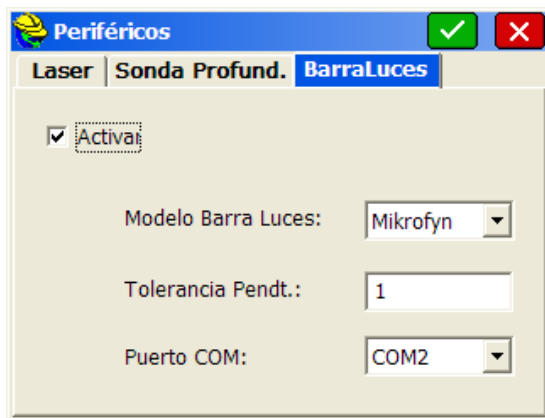 Periféricos
Laser Sonda Profund. BarraLuces
Activar
Modelo Barra Luces: Mikrofyn
Tolerancia Pendt.: 1
Puerto COM: COM2